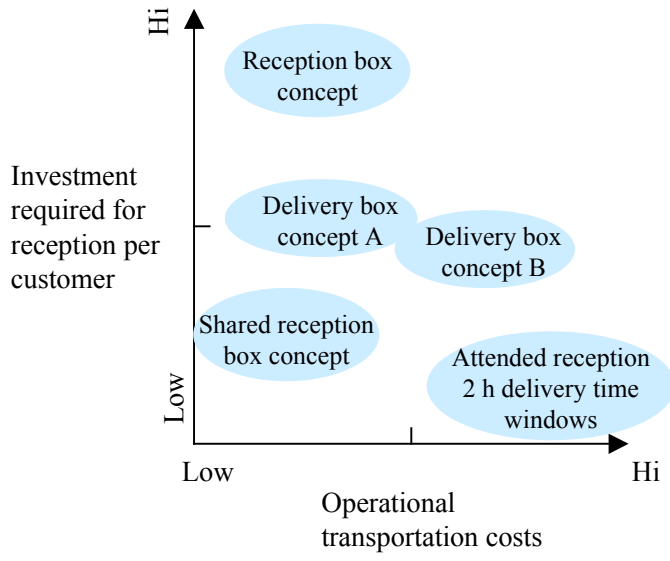 Hi
Reception box
concept
Investment
required for
reception per
customer
Delivery box
concept A
Delivery box
concept B
Shared reception
box concept
Attended reception
2 h delivery time
windows
Low
Low
Hi
Operational
transportation costs